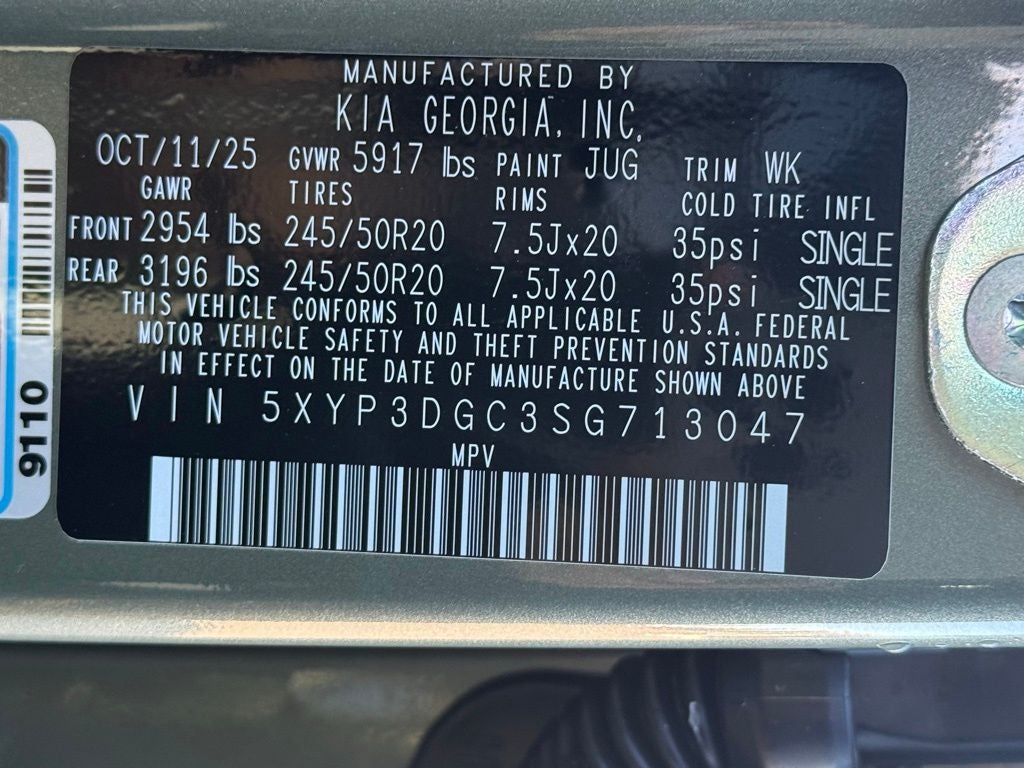 MANUFACTURED BY
KIA GEORGIA, INC.
OCT/11/25 GVWR 5917 lbs PAINT JUG TRIM WK
GAWR TIRES RIMS COLD TIRE INFL
FRONT 2954 lbs 245/50R20 7.5Jx20 35psi SINGLE
REAR 3196 lbs 245/50R20 7.5Jx20 35psi SINGLE
THIS VEHICLE CONFORMS TO ALL APPLICABLE U.S.A. FEDERAL
MOTOR VEHICLE SAFETY AND THEFT PREVENTION STANDARDS
IN EFFECT ON THE DATE OF MANUFACTURE SHOWN ABOVE
VIN 5XYP3DGC3SG713047
MPV
9110